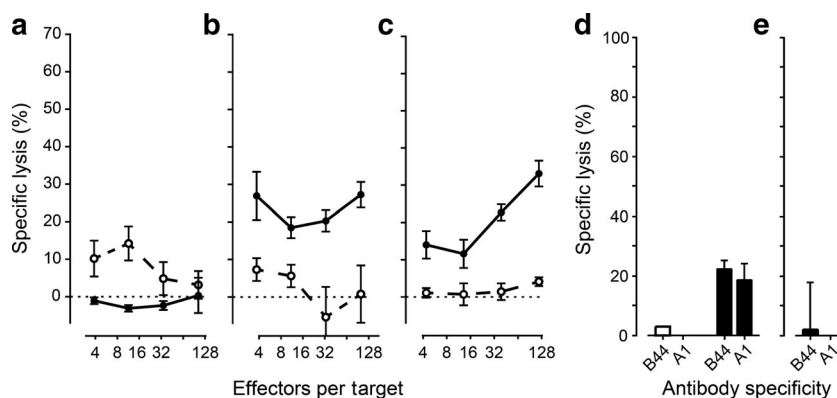 a b c d e
Specific lysis (%)
70
60
50
40
30
20
10
0
4 8 16 32 128
4 8 16 32 128
4 8 16 32 128
Effectors per target
Specific lysis (%)
100
80
60
40
20
0
B44 A1 B44 A1
B44 A1
Antibody specificity